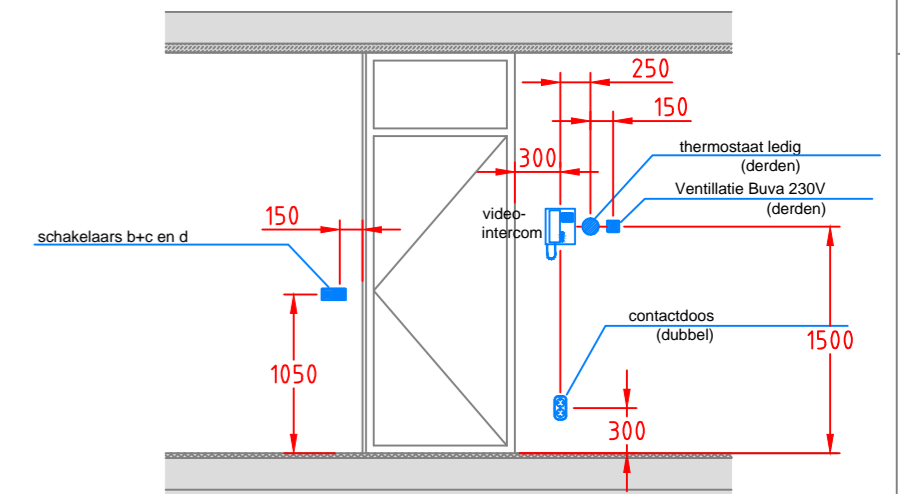 250
150
thermostaat ledig
(derden)
300
Ventillatie Buva 230V
(derden)
150
video-
intercom
schakelaars b+c en d
contactdoos
(dubbel)
1500
1050
300